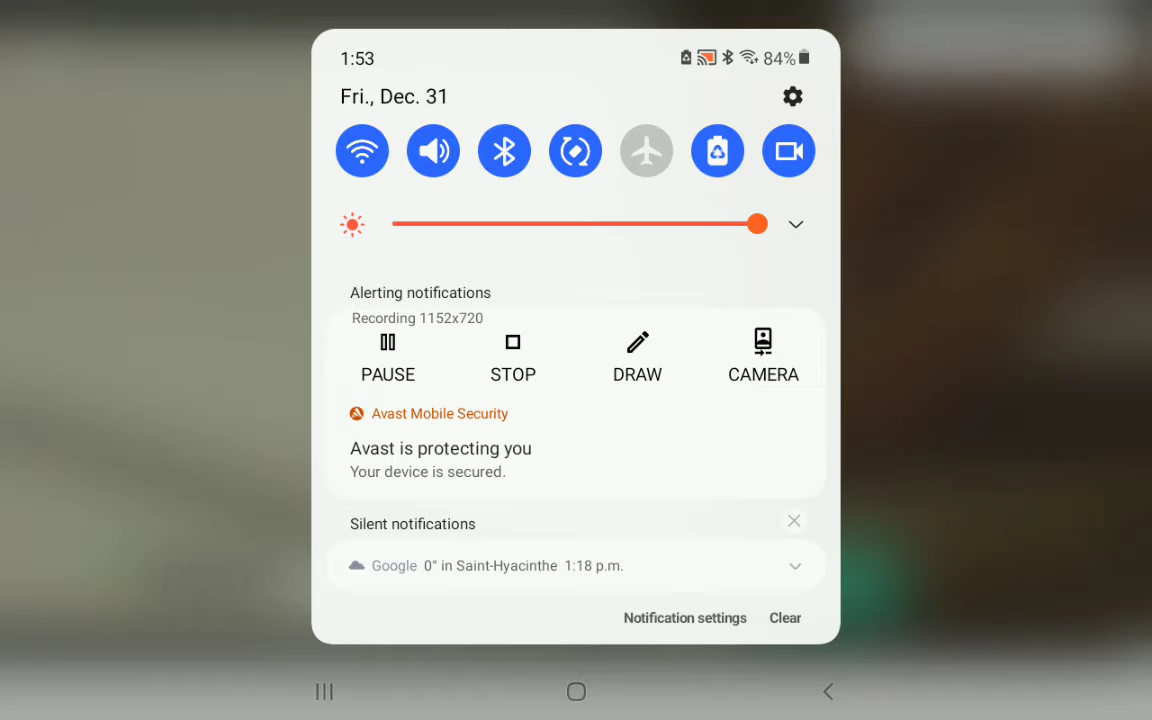 1:53 84%
Fri., Dec. 31
Alerting notifications
Recording 1152x720
PAUSE STOP DRAW CAMERA
Avast Mobile Security
Avast is protecting you
Your device is secured.
Silent notifications
Google 0° in Saint-Hyacinthe 1:18 p.m.
Notification settings Clear